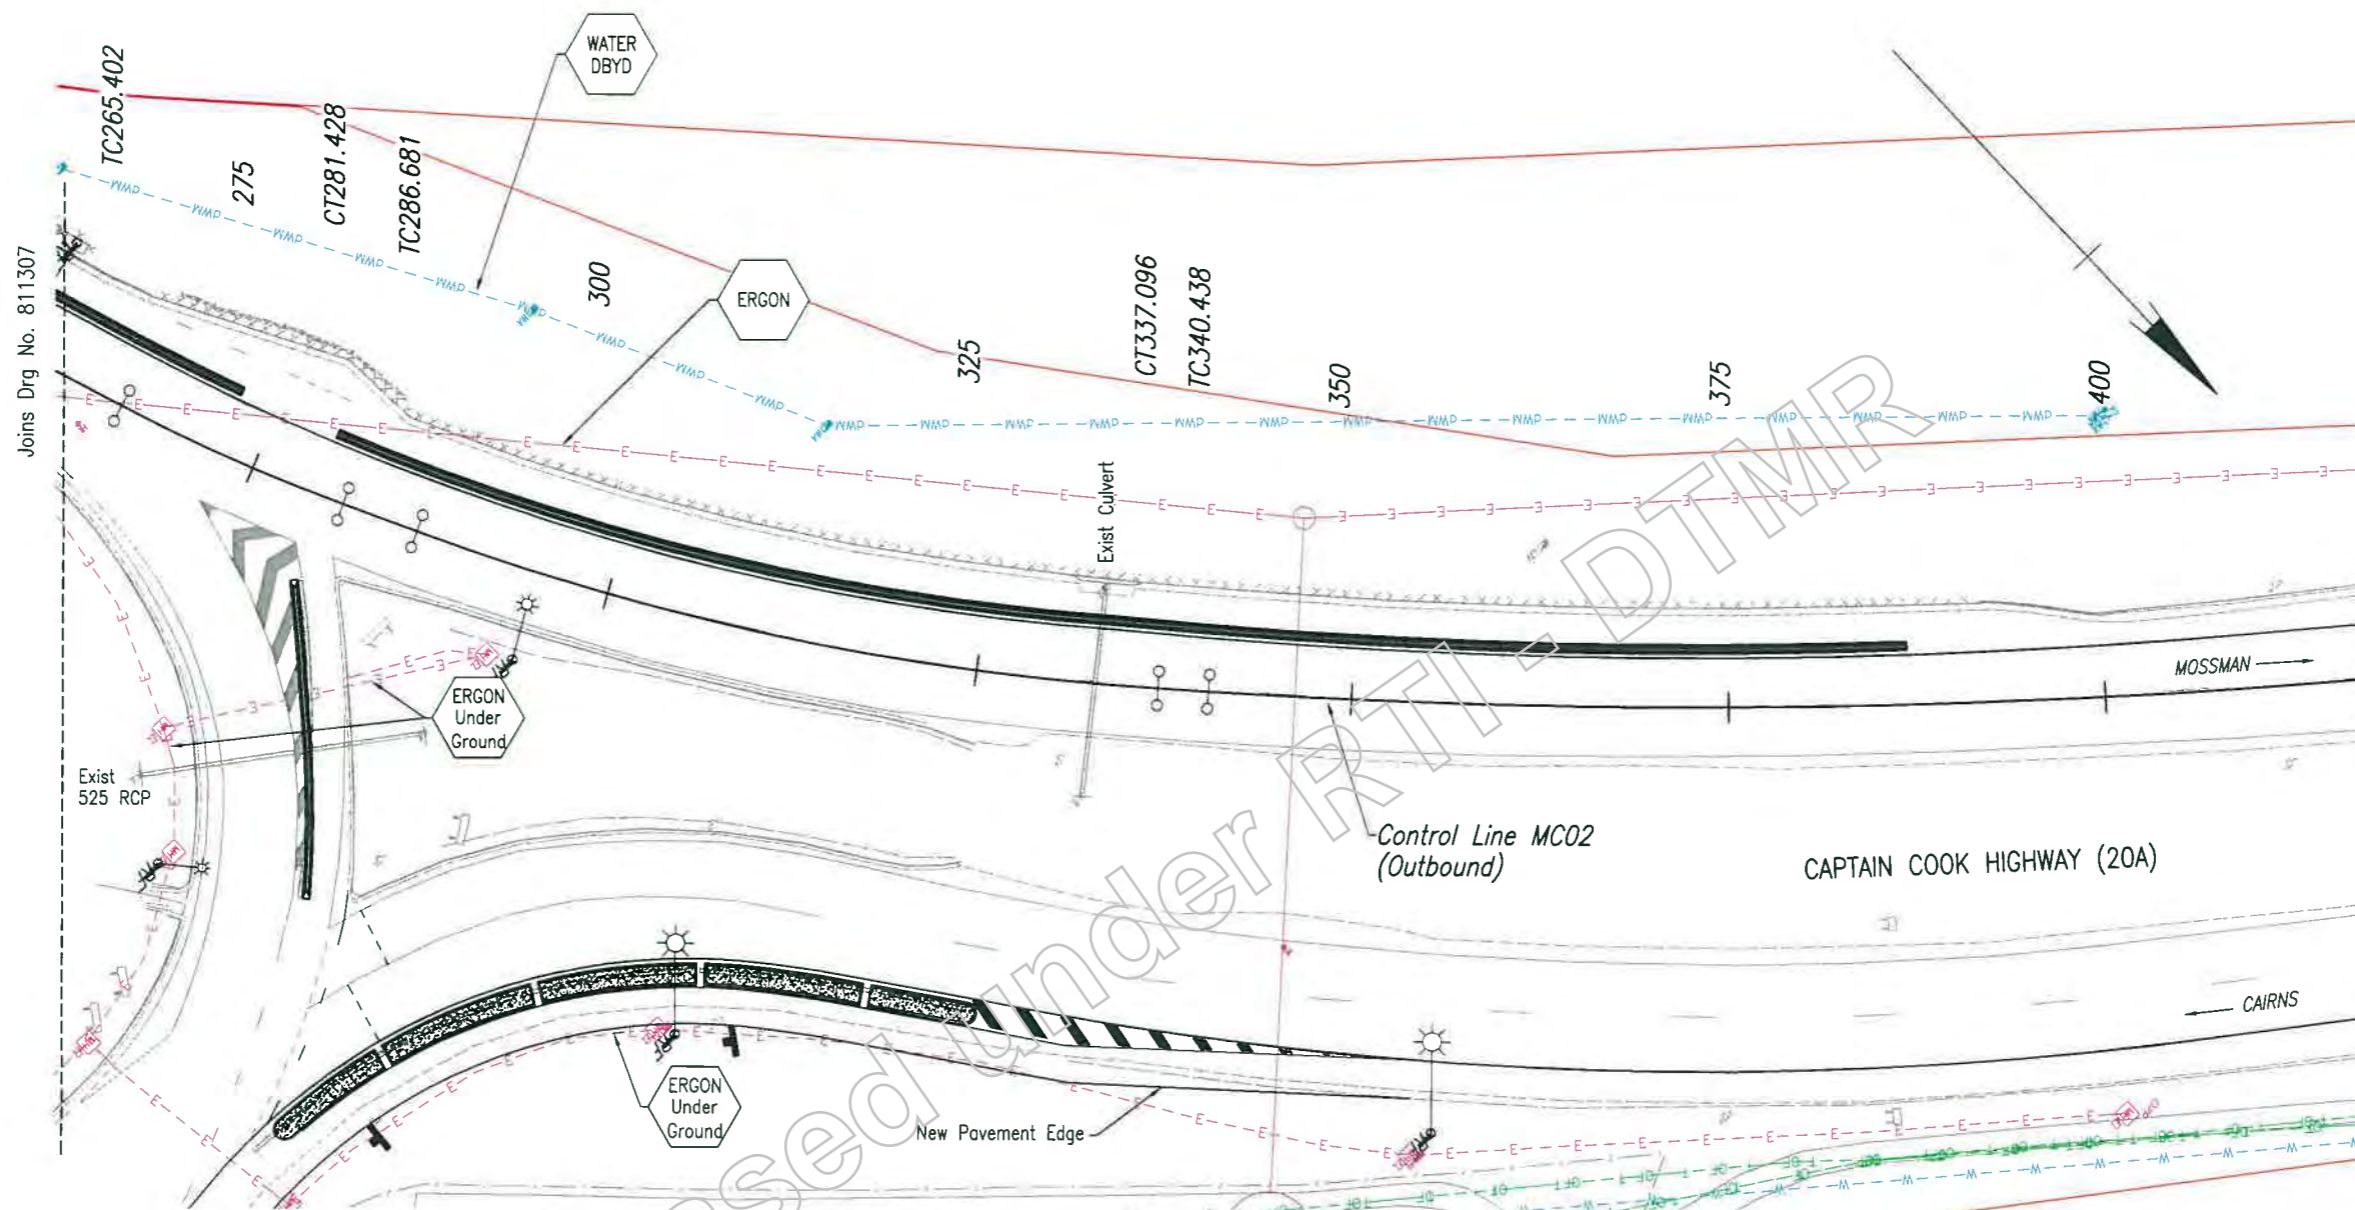 WATER
DBYD
TC265.402
275
CT281.428
TC286.681
300
ERGON
325
CT337.096
TC340.438
350
375
400
Joins Drg No. 811307
Exist Culvert
MOSSMAN
ERGON
Under
Ground
Exist
525 RCP
Control Line MC02
(Outbound)
CAPTAIN COOK HIGHWAY (20A)
CAIRNS
ERGON
Under
Ground
New Pavement Edge
sed under RTI - DTMR